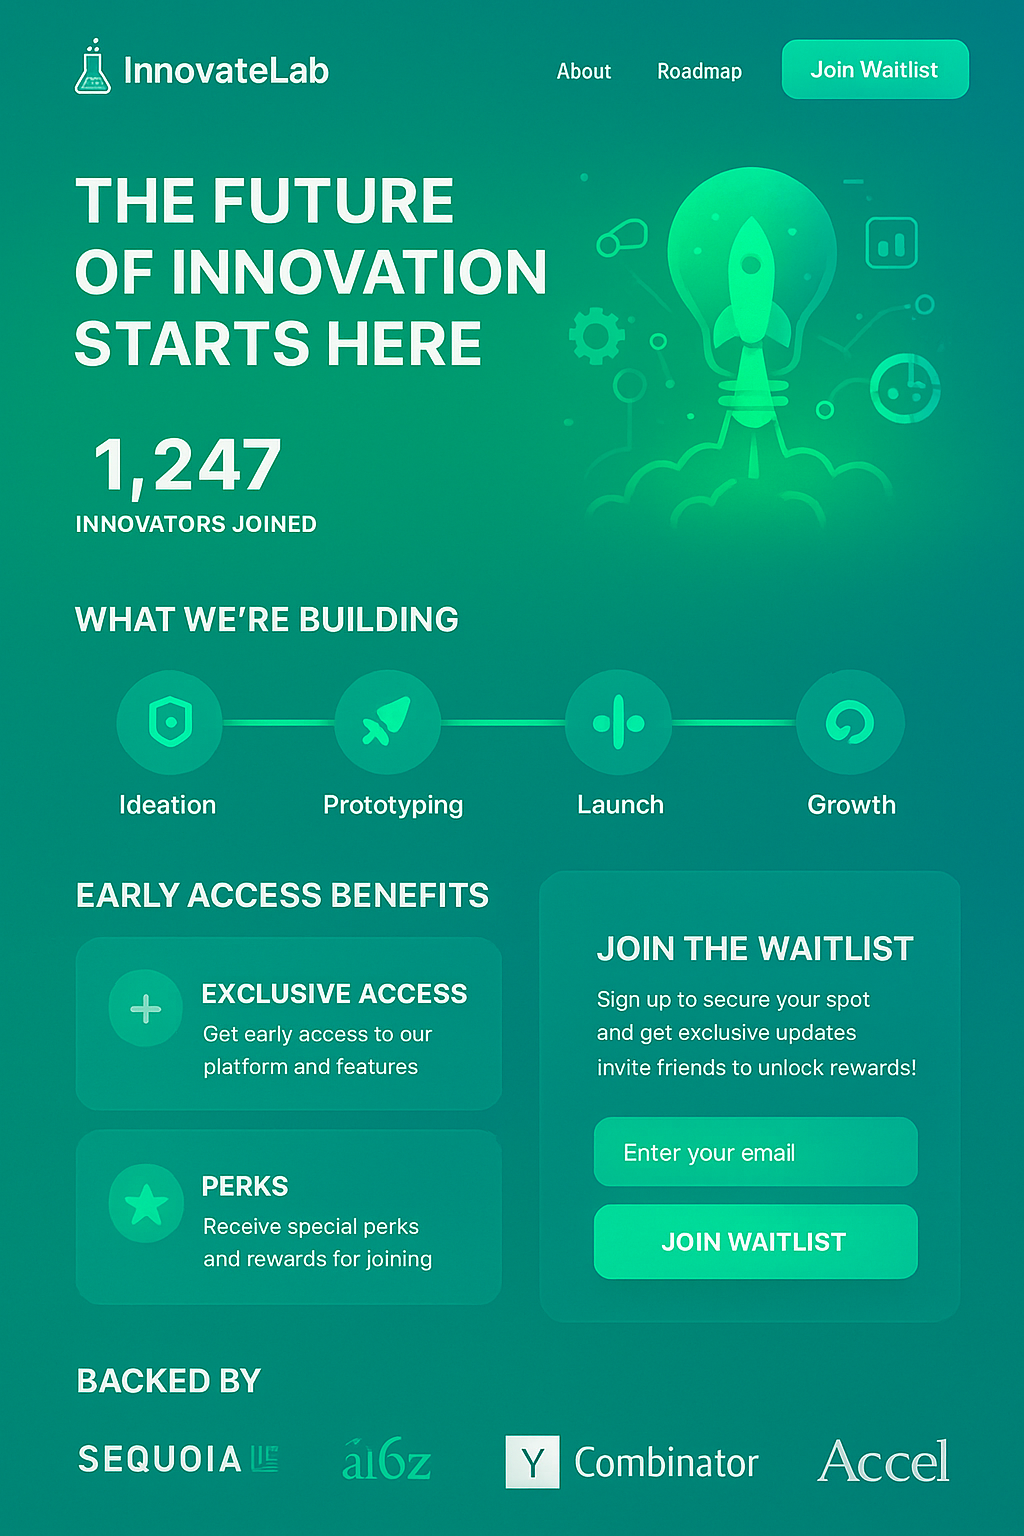 InnovateLab
About
Roadmap
Join Waitlist
THE FUTURE
OF INNOVATION
STARTS HERE
1,247
INNOVATORS JOINED
WHAT WE’RE BUILDING
Ideation
Prototyping
Launch
Growth
EARLY ACCESS BENEFITS
EXCLUSIVE ACCESS
Get early access to our
platform and features
PERKS
Receive special perks
and rewards for joining
JOIN THE WAITLIST
Sign up to secure your spot
and get exclusive updates
invite friends to unlock rewards!
Enter your email
JOIN WAITLIST
BACKED BY
SEQUOIA
Y Combinator
Accel